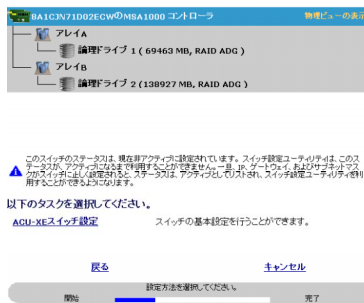 0A1CJN71D02ECWのMSA1000 コントローラ
物理ビューの表示
アレイA
論理ドライブ 1 ( 69463 MB, RAID ADG )
アレイB
論理ドライブ 2 (138927 MB, RAID ADG )
このスイッチのステータスは、現在非アクティブに設定されています。スイッチ設定ユーティリティは、このス
テータスが、アクティブになるまで利用することができません。一旦、IP、ゲートウェイ、およびサブネットマス
クがスイッチに正しく設定されると、ステータスは、アクティブとしてリストされ、スイッチ設定ユーティリティを利
用することができるようになります。
以下のタスクを選択してください。
ACU-XEスイッチ設定
スイッチの基本設定を行うことができます。
戻る
キャンセル
設定方法を選択してください。
開始
完了